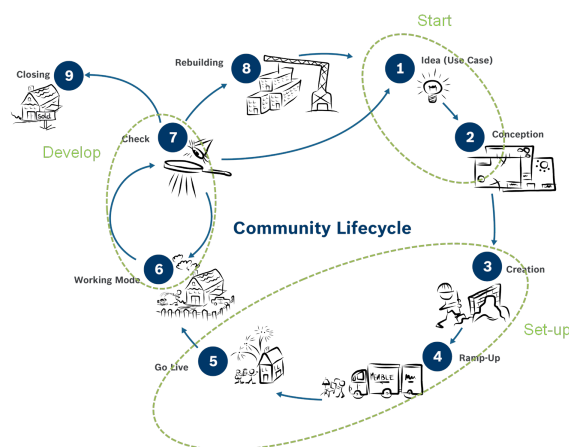 Start
1
Idea (Use Case)
2
Conception
3
Creation
Set-up
4
Ramp-Up
5
Go Live
6
Working Mode
Develop
7
Check
8
Rebuilding
9
Closing
Sold
Community Lifecycle